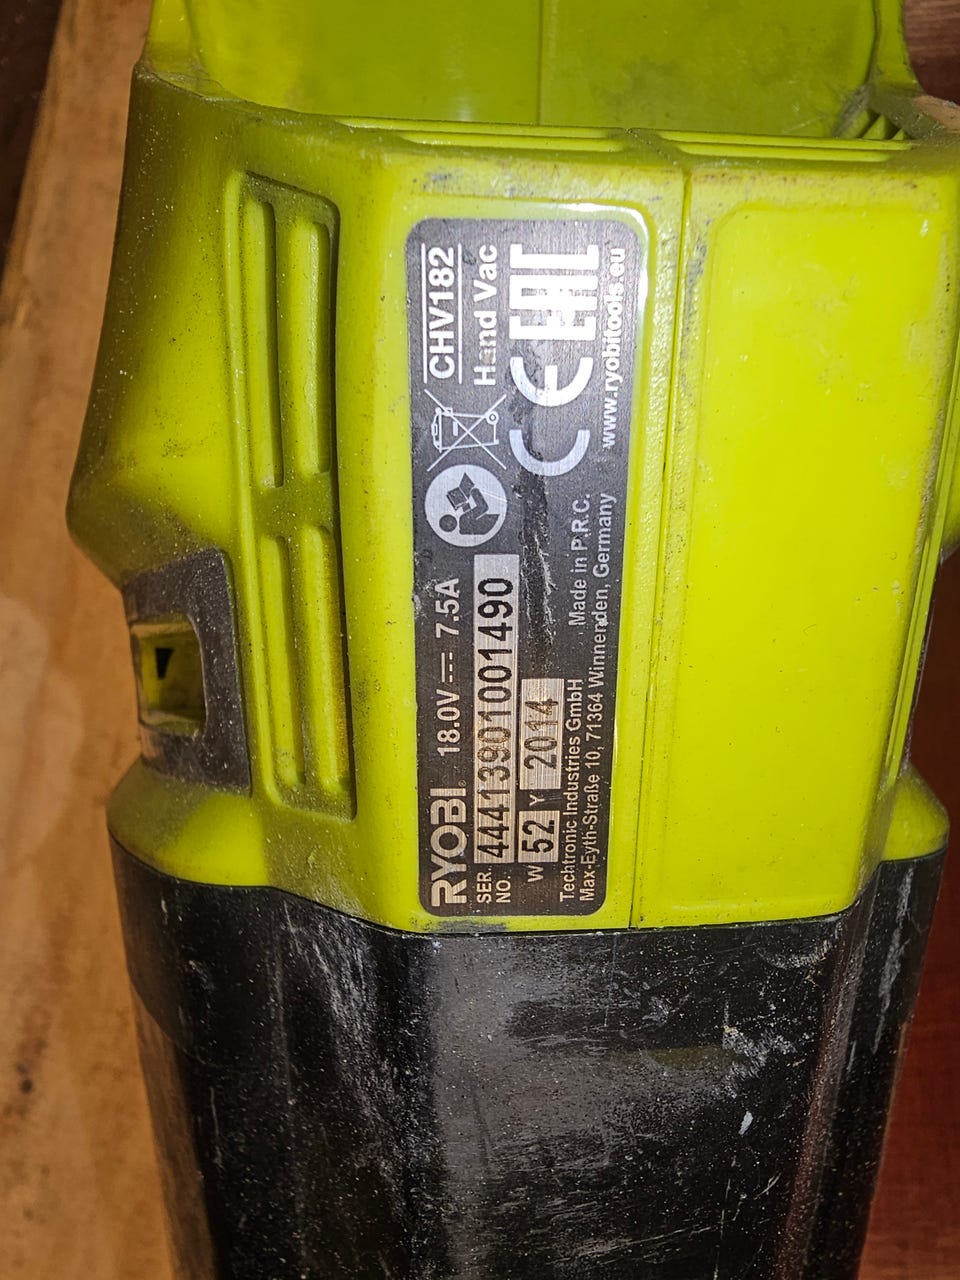 RYOBI 18.0V 7.5A
CHV182
Hand Vac
SER. NO. 44413901001490
W 52 Y 2014
CE EAC
Techtronic Industries GmbH Made in P.R.C.
Max-Eyth-Straße 10, 71364 Winnenden, Germany www.ryobitools.eu